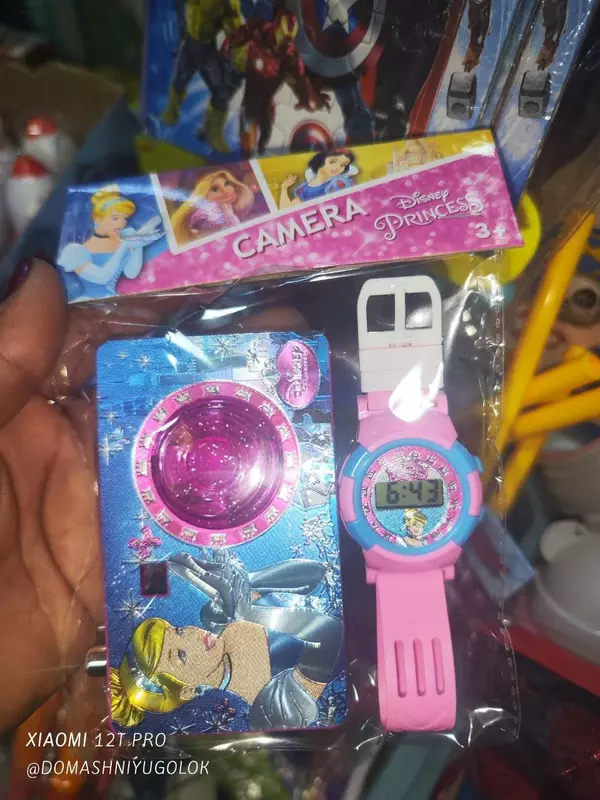 CAMERA
Disney
PRINCESS
3+
6:43
XIAOMI 12T PRO
@DOMASHNIYUGOLOK